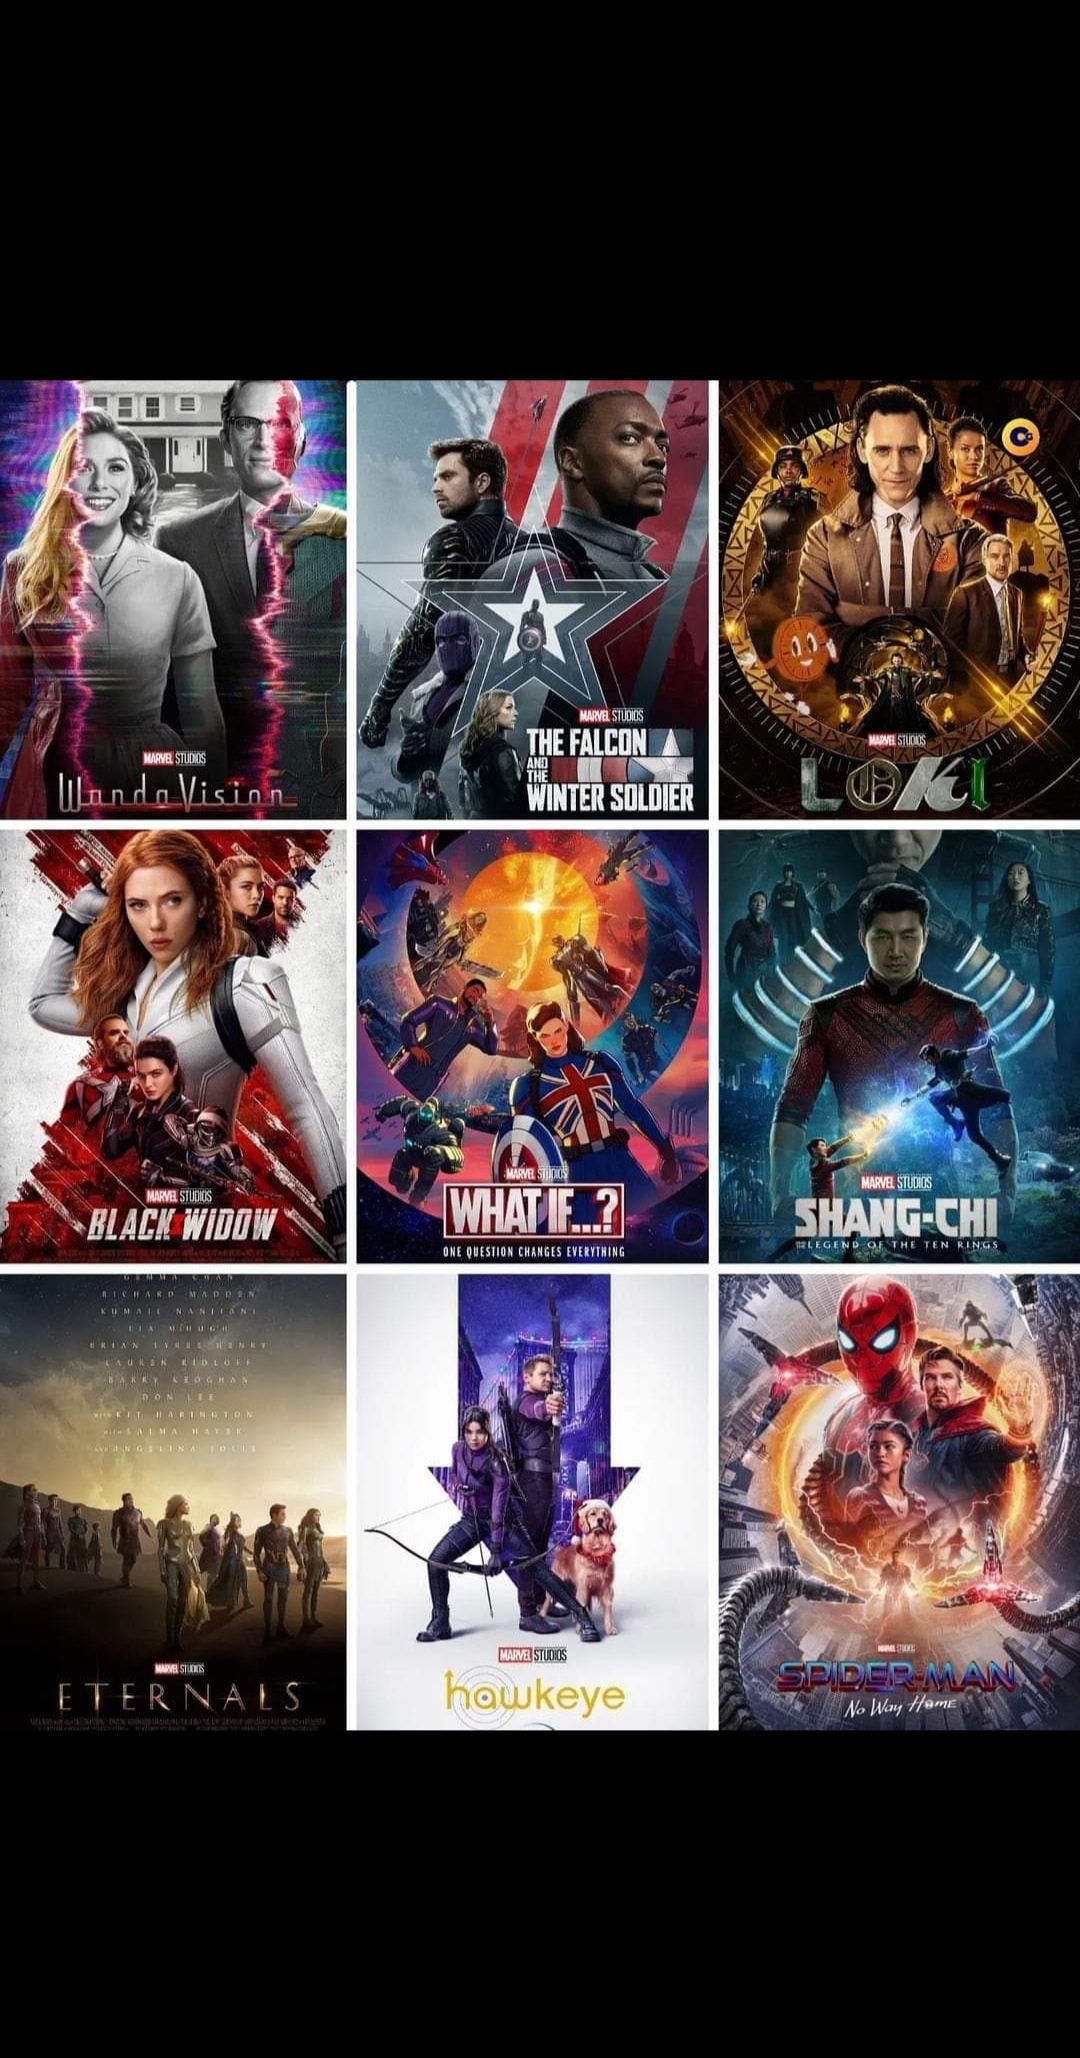 MARVEL STUDIOS
WandaVision
MARVEL STUDIOS
THE FALCON
AND
THE
WINTER SOLDIER
MARVEL STUDIOS
LOKI
MARVEL STUDIOS
BLACK WIDOW
MARVEL STUDIOS
WHAT IF...?
ONE QUESTION CHANGES EVERYTHING
MARVEL STUDIOS
SHANG-CHI
LEGEND OF THE TEN RINGS
GEMMA CHAN
RICHARD MADDEN
KUMAIL NANJIANI
LIA McHUGH
BRIAN TYREE HENRY
LAUREN RIDLOFF
BARRY KEOGHAN
DON LEE
with KIT HARINGTON
with SALMA HAYEK
and ANGELINA JOLIE
MARVEL STUDIOS
ETERNALS
MARVEL STUDIOS
hawkeye
MARVEL STUDIOS
SPIDER-MAN
No Way Home